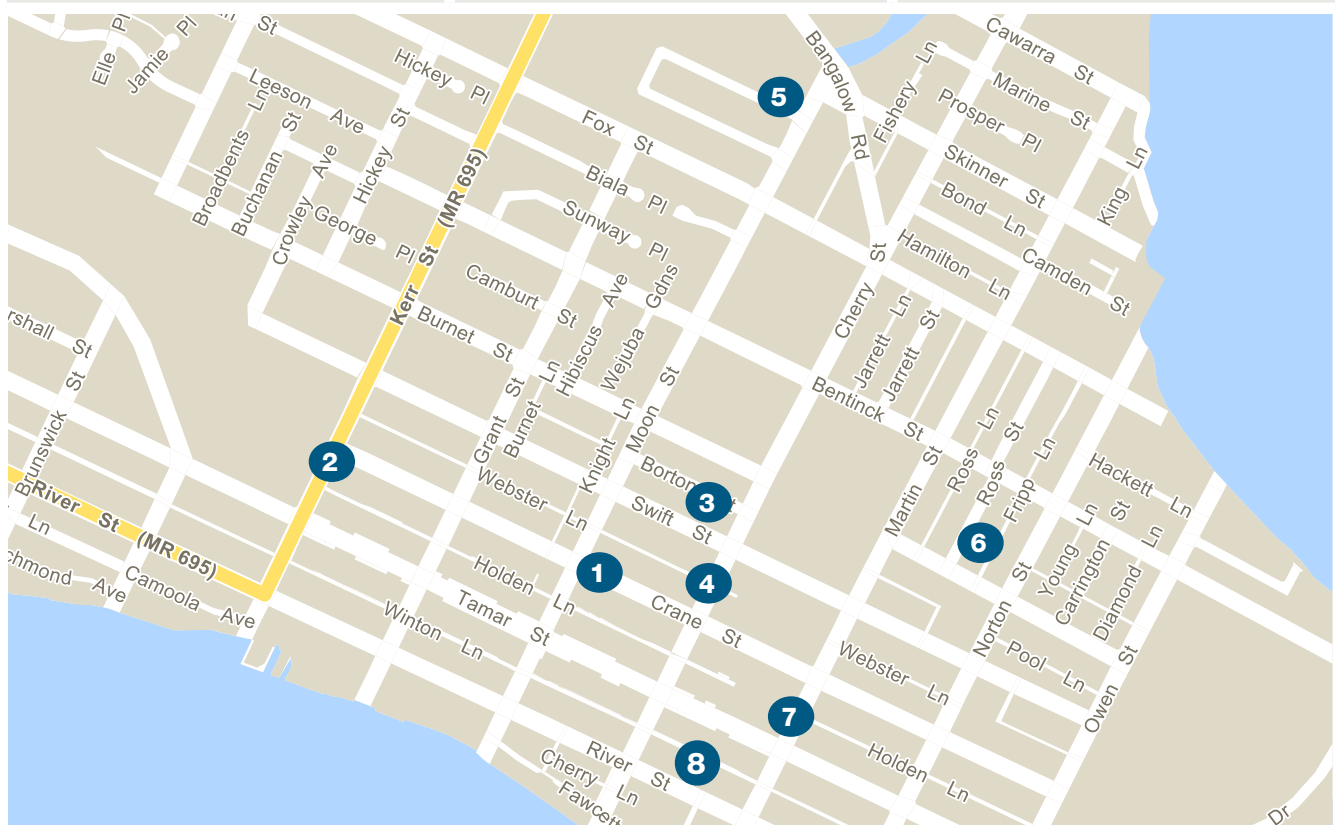 St
Cawarra St
Elle Pl
Jamie Pl
Hickey Pl
Bangalow Rd
Fishery Ln
Marine St
Leeson Ave
Broadbents Ln
Buchanan St
Crowley Ave
Hickey St
5
Fox St
Prosper Pl
Skinner St
King Ln
Biala Pl
Bond Ln
George Pl
Kerr St (MR 695)
Sunway Pl
Hamilton Ln
Camden St
Camburt St
Burnet St
Hibiscus Ave
Wejuba Gdns
Cherry St
Jarrett Ln
Jarrett St
St
Brunswick St
Grant St
Burnet Ln
Knight Ln
Moon St
Bentinck St
Martin St
Ross Ln
Ross St
Fripp Ln
Hackett Ln
2
River St (MR 695)
Ln
Webster Ln
3
Swift St
6
Young Ln
Carrington St
Diamond Ln
Ave
Camoola Ave
Holden Ln
1
4
Crane St
Norton St
Winton Ln
Tamar St
Webster Ln
Pool Ln
Owen St
7
8
River St
Holden Ln
Cherry Ln
Fawcett
Dr